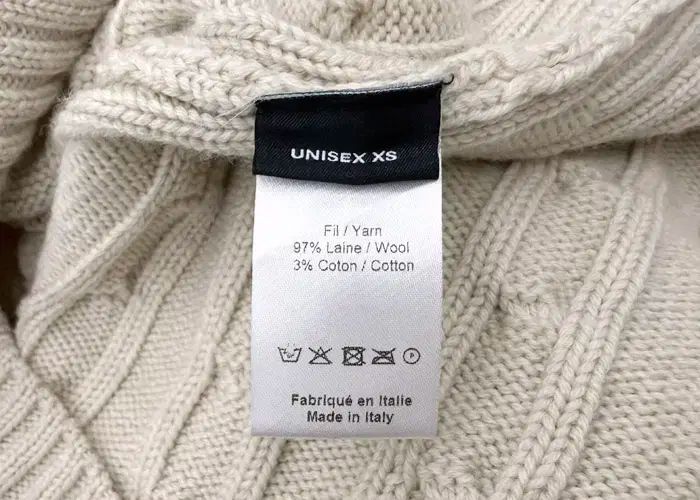 UNISEX XS
Fil / Yarn
97% Laine / Wool
3% Coton / Cotton
P
Fabriqué en Italie
Made in Italy